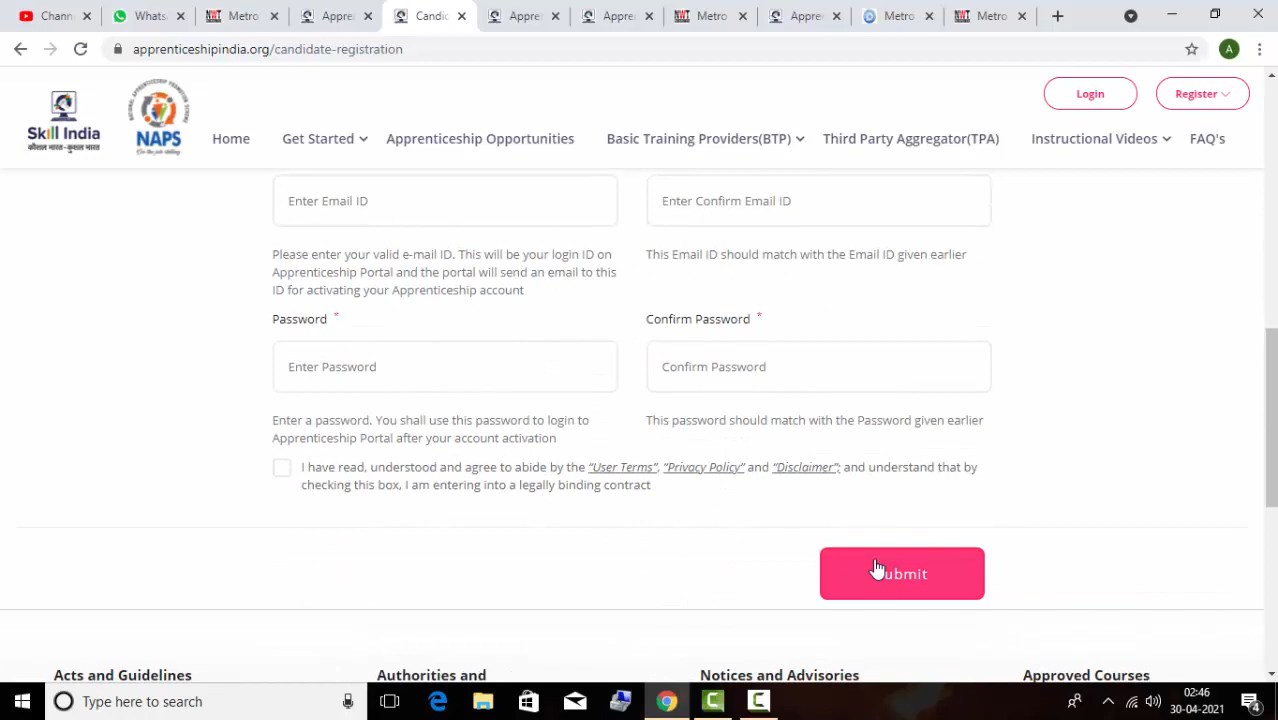 Chann
Whats
Metro
Appre
Candi
Appre
Appre
Metro
Appre
Metro
Metro
apprenticeshipindia.org/candidate-registration
A
Login
Register
Skill India
कौशल भारत-कुशल भारत
NAPS
Home
Get Started
Apprenticeship Opportunities
Basic Training Providers(BTP)
Third Party Aggregator(TPA)
Instructional Videos
FAQ's
Enter Email ID
Enter Confirm Email ID
Please enter your valid e-mail ID. This will be your login ID on
Apprenticeship Portal and the portal will send an email to this
ID for activating your Apprenticeship account
This Email ID should match with the Email ID given earlier
Password *
Confirm Password *
Enter Password
Confirm Password
Enter a password. You shall use this password to login to
Apprenticeship Portal after your account activation
This password should match with the Password given earlier
I have read, understood and agree to abide by the “User Terms”, “Privacy Policy” and “Disclaimer”; and understand that by
checking this box, I am entering into a legally binding contract
ubmit
Acts and Guidelines
Authorities and
Notices and Advisories
Approved Courses
Type here to search
02:46
30-04-2021
4